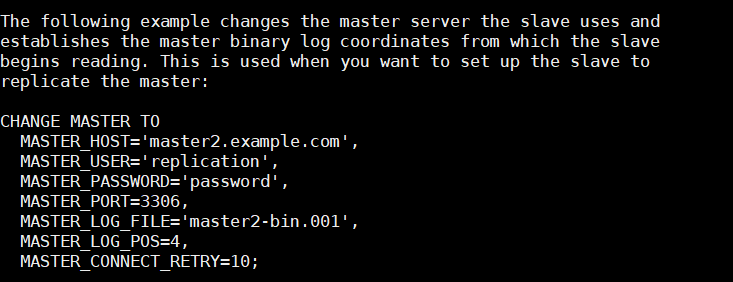 The following example changes the master server the slave uses and
establishes the master binary log coordinates from which the slave
begins reading. This is used when you want to set up the slave to
replicate the master:
CHANGE MASTER TO
MASTER_HOST='master2.example.com',
MASTER_USER='replication',
MASTER_PASSWORD='password',
MASTER_PORT=3306,
MASTER_LOG_FILE='master2-bin.001',
MASTER_LOG_POS=4,
MASTER_CONNECT_RETRY=10;